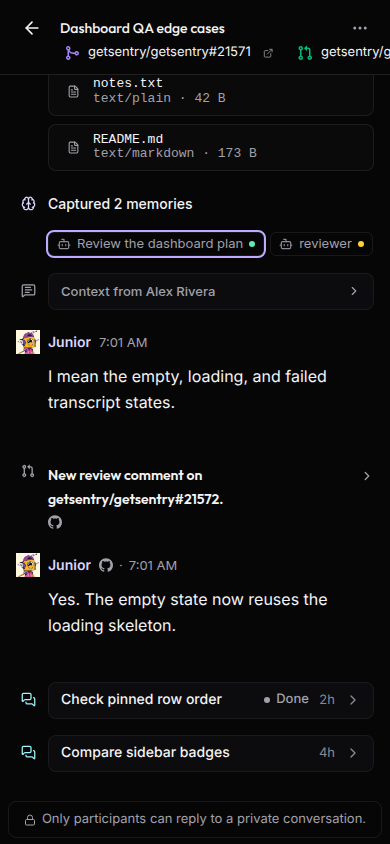 Dashboard QA edge cases
getsentry/getsentry#21571
getsentry/g
notes.txt
text/plain · 42 B
README.md
text/markdown · 173 B
Captured 2 memories
Review the dashboard plan
reviewer
Context from Alex Rivera
Junior 7:01 AM
I mean the empty, loading, and failed
transcript states.
New review comment on
getsentry/getsentry#21572.
Junior · 7:01 AM
Yes. The empty state now reuses the
loading skeleton.
Check pinned row order
Done 2h
Compare sidebar badges
4h
Only participants can reply to a private conversation.